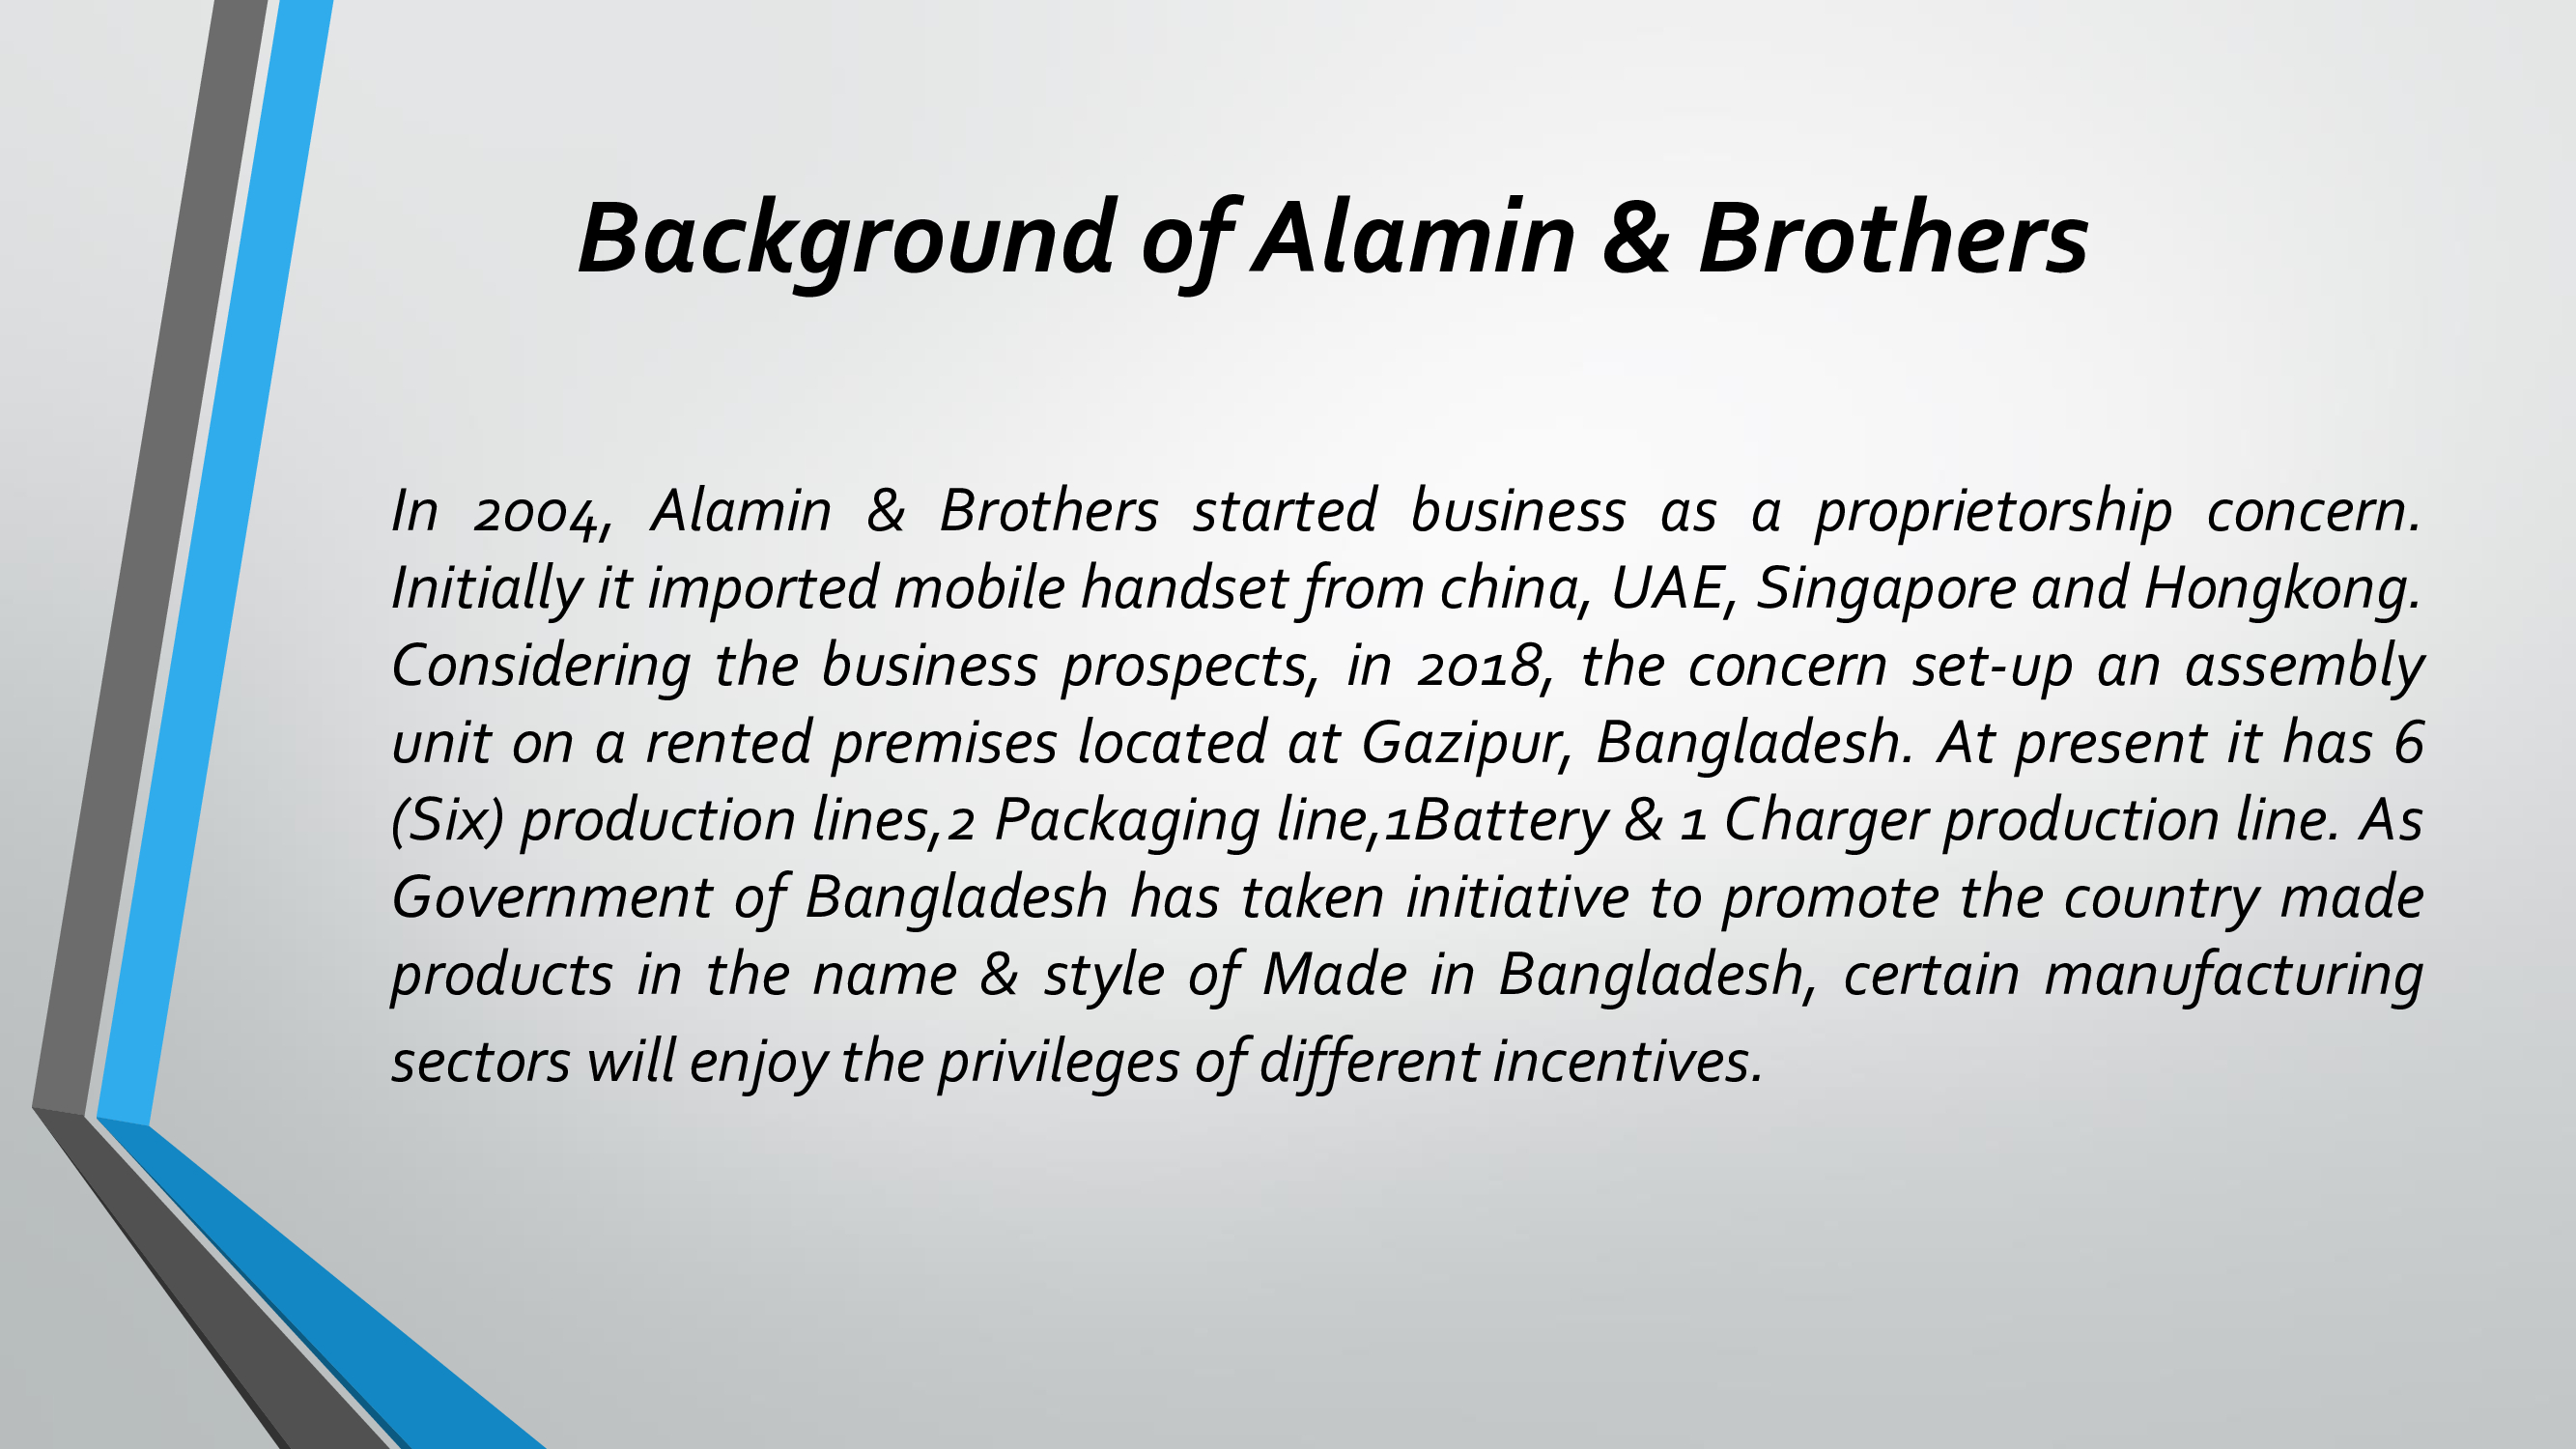 Background of Alamin & Brothers
In 2004, Alamin & Brothers started business as a proprietorship concern.
Initially it imported mobile handset from china, UAE, Singapore and Hongkong.
Considering the business prospects, in 2018, the concern set-up an assembly
unit on a rented premises located at Gazipur, Bangladesh. At present it has 6
(Six) production lines,2 Packaging line,1Battery & 1 Charger production line. As
Government of Bangladesh has taken initiative to promote the country made
products in the name & style of Made in Bangladesh, certain manufacturing
sectors will enjoy the privileges of different incentives.